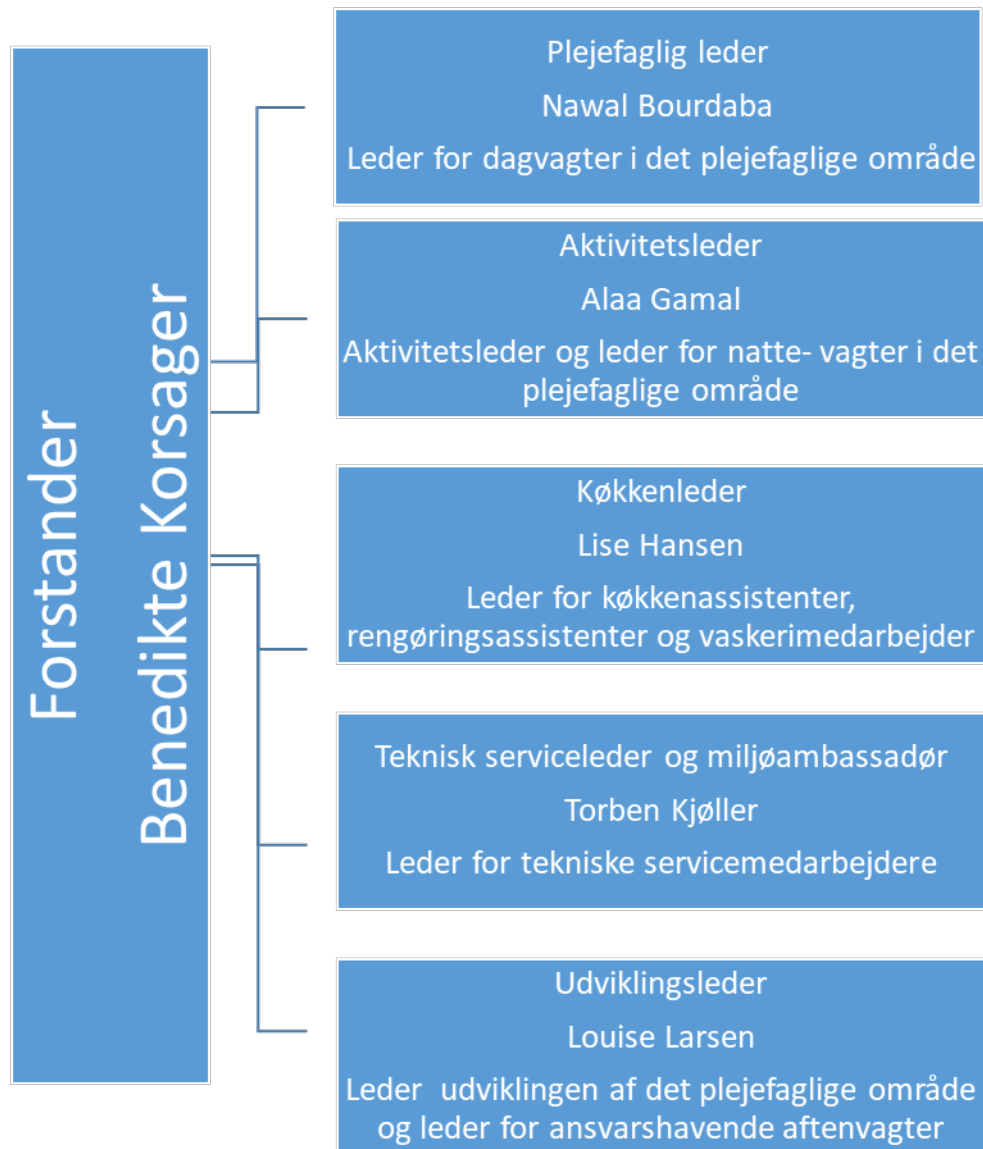 Forstander
Benedikte Korsager
Plejefaglig leder
Nawal Bourdaba
Leder for dagvagter i det plejefaglige område
Aktivitetsleder
Alaa Gamal
Aktivitetsleder og leder for natte- vagter i det
plejefaglige område
Køkkenleder
Lise Hansen
Leder for køkkenassistenter,
rengøringsassistenter og vaskerimedarbejder
Teknisk serviceleder og miljøambassadør
Torben Kjøller
Leder for tekniske servicemedarbejdere
Udviklingsleder
Louise Larsen
Leder udviklingen af det plejefaglige område
og leder for ansvarshavende aftenvagter